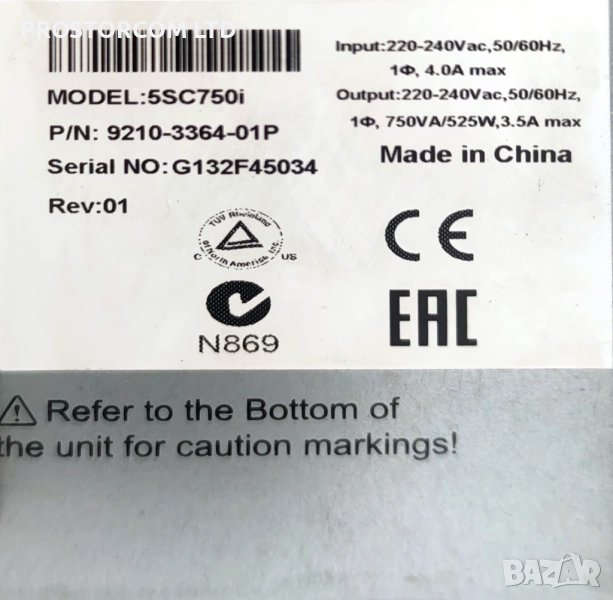 PROSTORCOM LTD
MODEL:5SC750i
P/N: 9210-3364-01P
Serial NO:G132F45034
Rev:01
Input:220-240Vac,50/60Hz,
1Φ, 4.0A max
Output:220-240Vac,50/60Hz,
1Φ, 750VA/525W,3.5A max
Made in China
TÜV Rheinland
of North America, Inc.
C US
CE
N869
EAC
Refer to the Bottom of
the unit for caution markings!
BAZAR